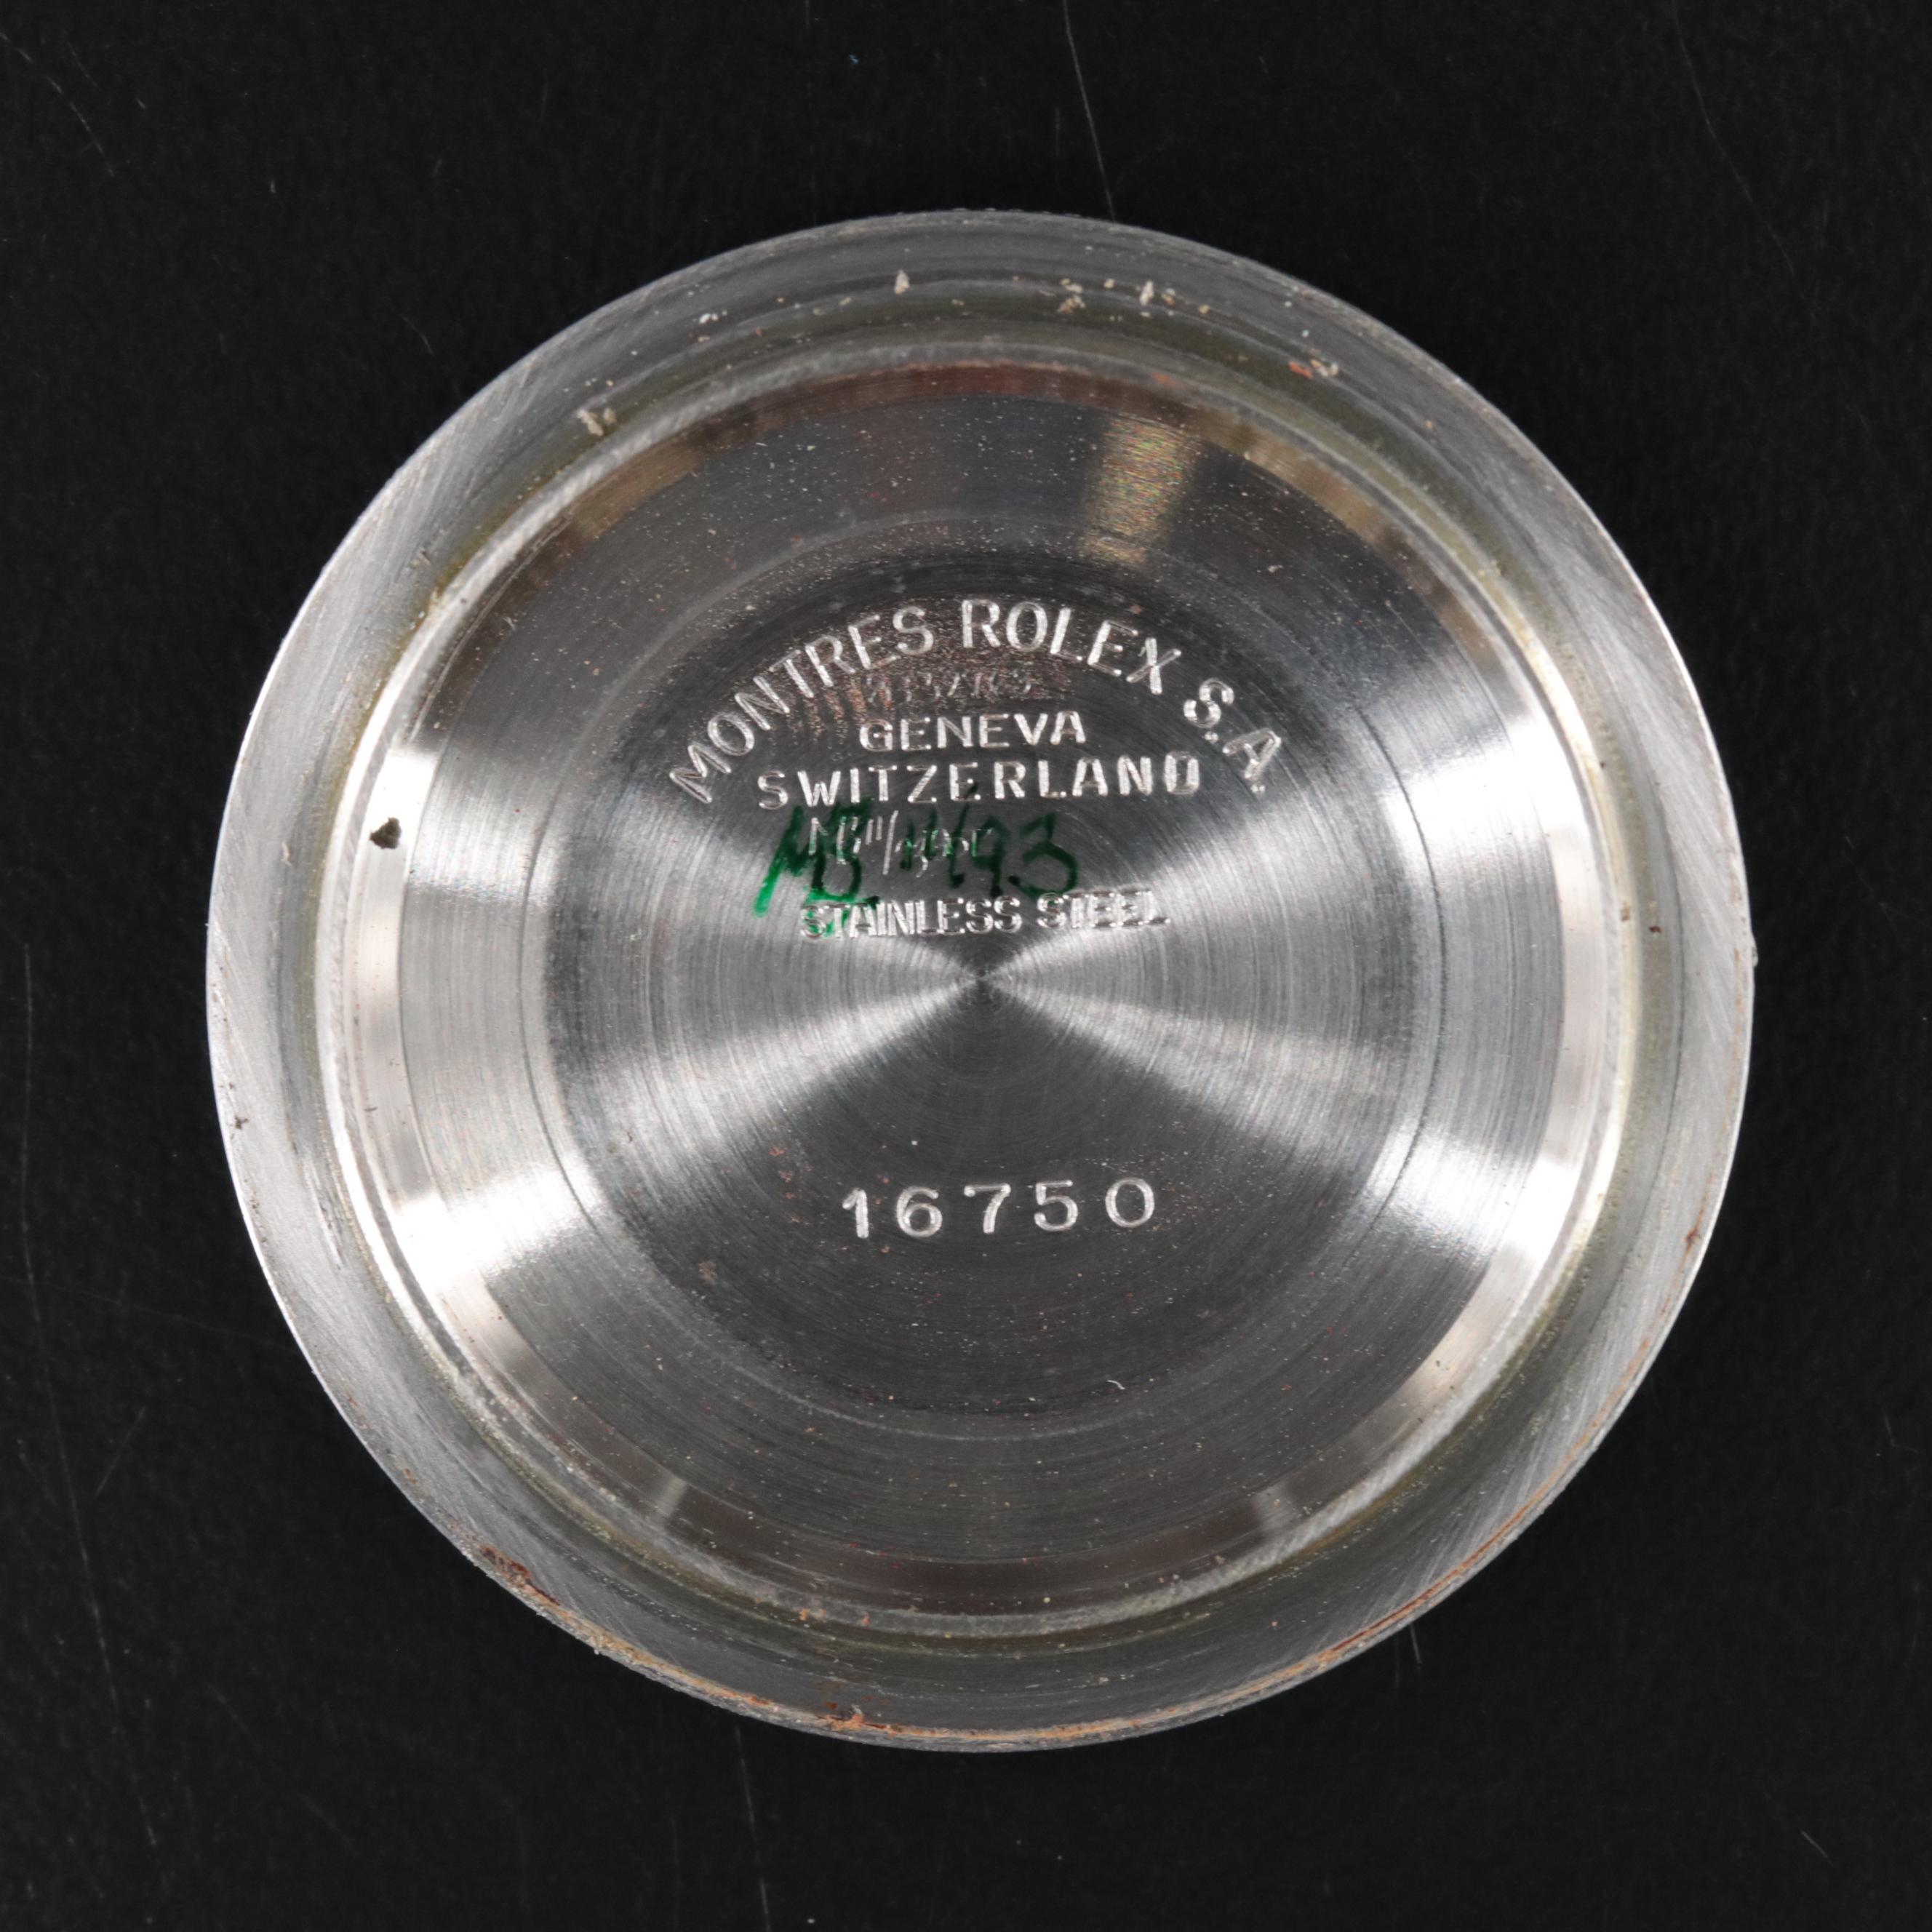 MONTRES ROLEX S.A.
GENEVA
SWITZERLAND
STAINLESS STEEL
16750